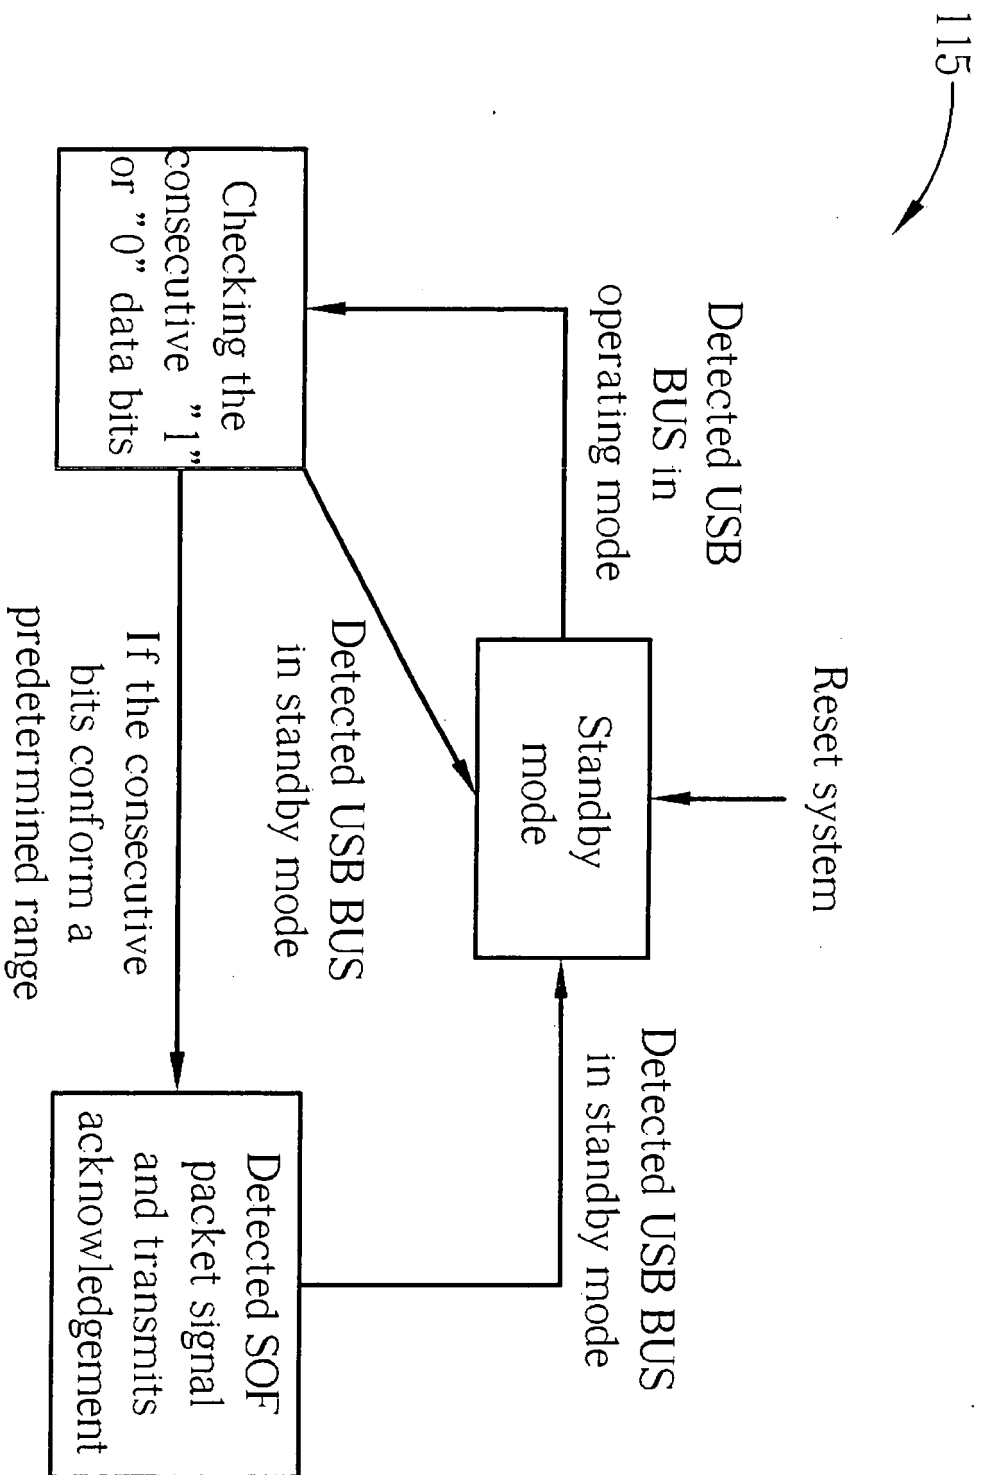 115
Reset system
Detected USB
BUS in
operating mode
Standby
mode
Detected USB BUS
in standby mode
Detected USB BUS
in standby mode
Checking the
consecutive "1"
or "0" data bits
If the consecutive
bits conform a
predetermined range
Detected SOF
packet signal
and transmits
acknowledgement